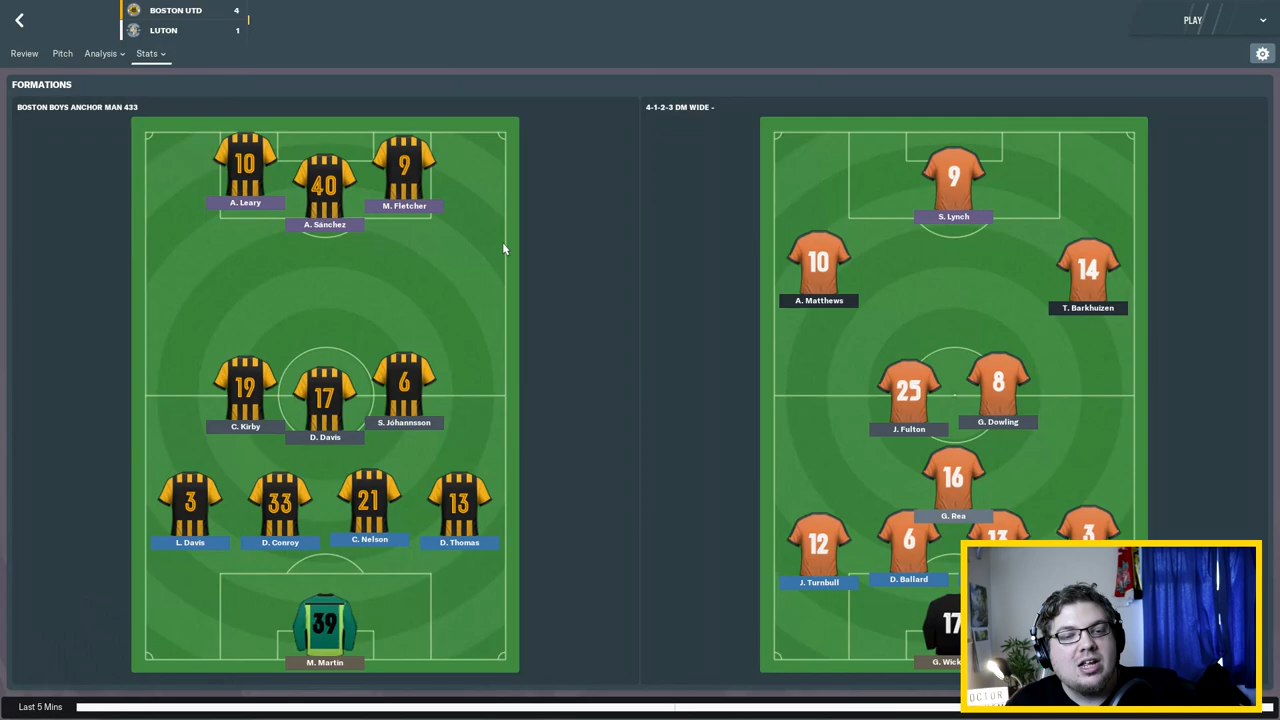 BOSTON UTD 4
LUTON 1
PLAY
Review Pitch Analysis Stats
FORMATIONS
BOSTON BOYS ANCHOR MAN 433
10
A. Leary
40
A. Sánchez
9
M. Fletcher
19
C. Kirby
17
D. Davis
6
S. Jóhannsson
3
L. Davis
33
D. Conroy
21
C. Nelson
13
D. Thomas
39
M. Martin
4-1-2-3 DM WIDE -
9
S. Lynch
10
A. Matthews
14
T. Barkhuizen
25
J. Fulton
8
G. Dowling
16
G. Rea
12
J. Turnbull
6
D. Ballard
13
3
17
G. Wick
OCTOR
Last 5 Mins